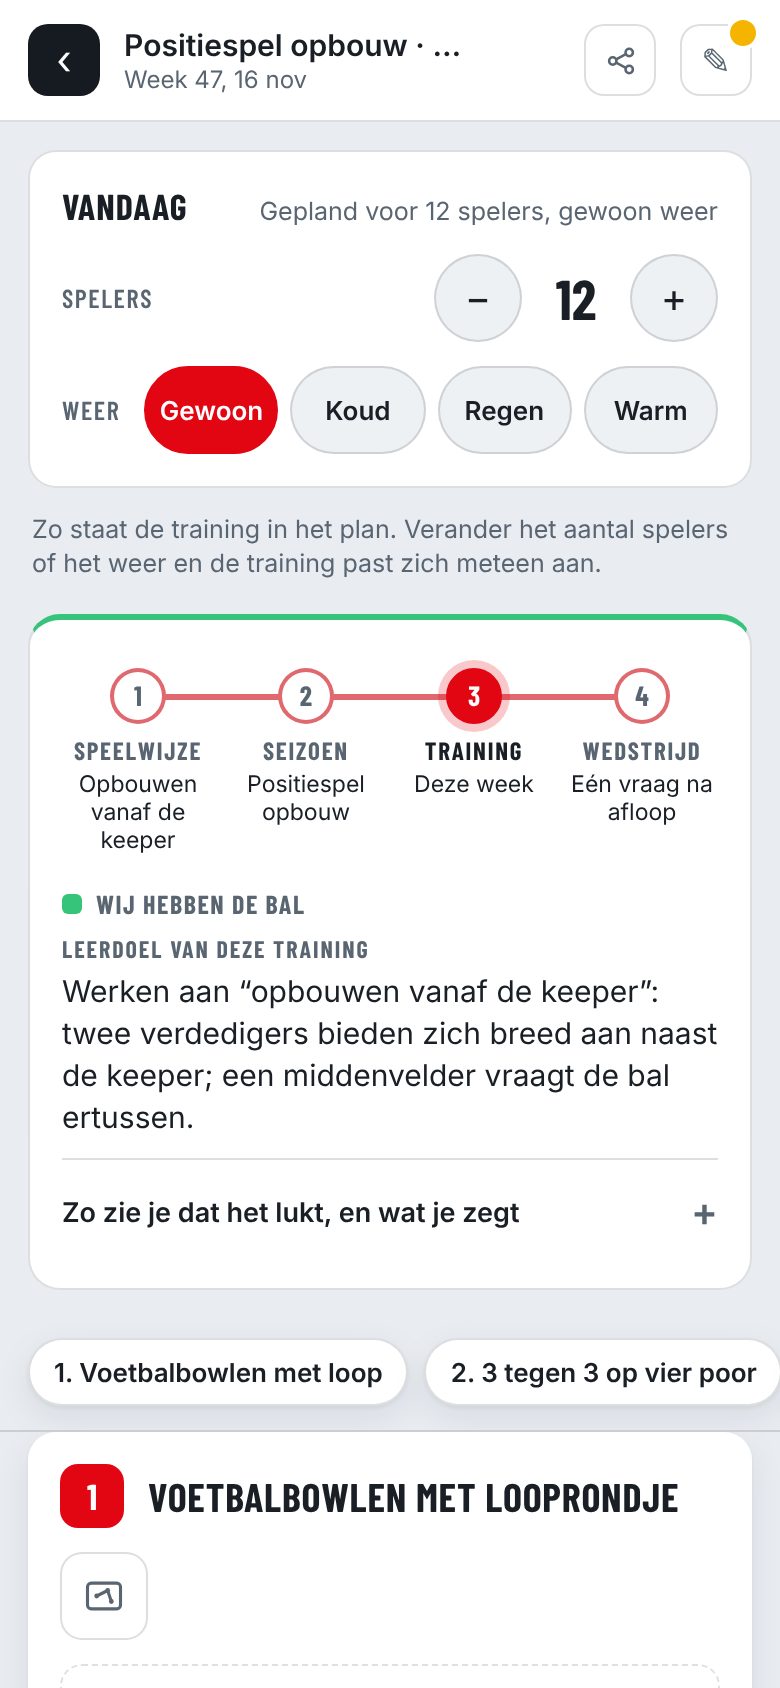 Positiespel opbouw · ...
Week 47, 16 nov
VANDAAG
Gepland voor 12 spelers, gewoon weer
SPELERS
− 12 +
WEER Gewoon Koud Regen Warm
Zo staat de training in het plan. Verander het aantal spelers
of het weer en de training past zich meteen aan.
1 2 3 4
SPEELWIJZE SEIZOEN TRAINING WEDSTRIJD
Opbouwen vanaf de keeper
Positiespel opbouw
Deze week
Eén vraag na afloop
WIJ HEBBEN DE BAL
LEERDOEL VAN DEZE TRAINING
Werken aan “opbouwen vanaf de keeper”:
twee verdedigers bieden zich breed aan naast
de keeper; een middenvelder vraagt de bal
ertussen.
Zo zie je dat het lukt, en wat je zegt +
1. Voetbalbowlen met loop
2. 3 tegen 3 op vier poor
1 VOETBALBOWLEN MET LOOPRONDJE